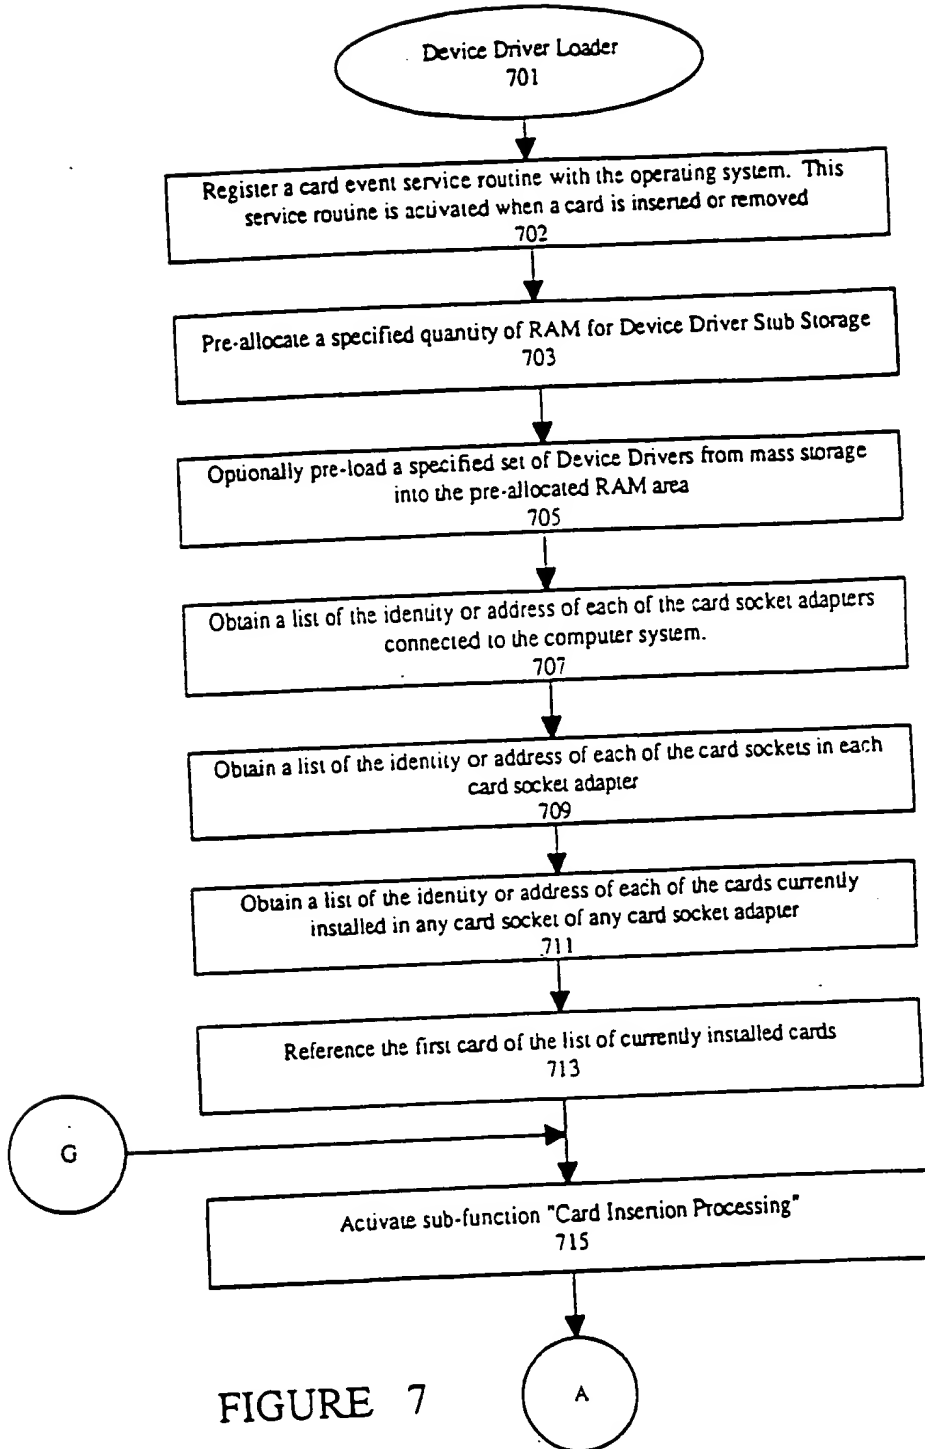 Device Driver Loader
701
Register a card event service routine with the operating system. This
service routine is activated when a card is inserted or removed
702
Pre-allocate a specified quantity of RAM for Device Driver Stub Storage
703
Optionally pre-load a specified set of Device Drivers from mass storage
into the pre-allocated RAM area
705
Obtain a list of the identity or address of each of the card socket adapters
connected to the computer system.
707
Obtain a list of the identity or address of each of the card sockets in each
card socket adapter
709
Obtain a list of the identity or address of each of the cards currently
installed in any card socket of any card socket adapter
711
Reference the first card of the list of currently installed cards
713
G
Activate sub-function "Card Insertion Processing"
715
A
FIGURE 7